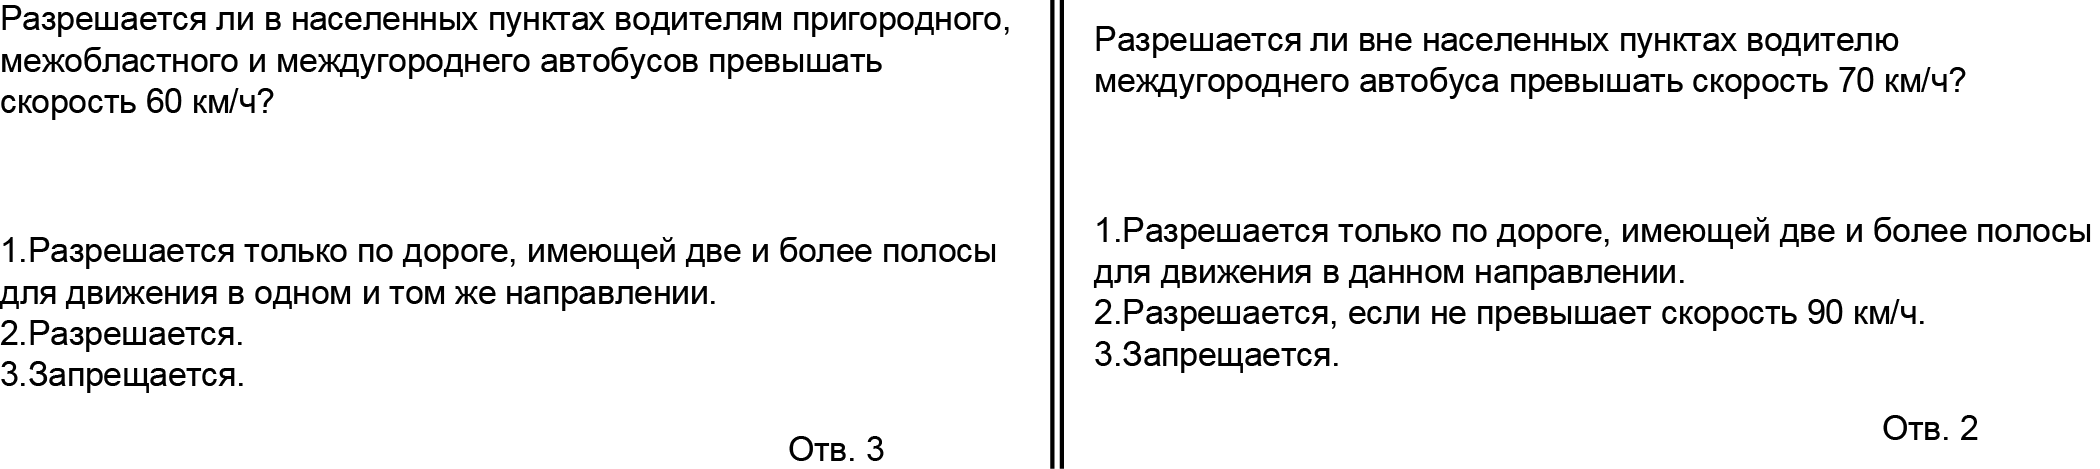 Разрешается ли в населенных пунктах водителям пригородного,
межобластного и междугороднего автобусов превышать
скорость 60 км/ч?
1.Разрешается только по дороге, имеющей две и более полосы
для движения в одном и том же направлении.
2.Разрешается.
3.Запрещается.
Отв. 3
Разрешается ли вне населенных пунктах водителю
междугороднего автобуса превышать скорость 70 км/ч?
1.Разрешается только по дороге, имеющей две и более полосы
для движения в данном направлении.
2.Разрешается, если не превышает скорость 90 км/ч.
3.Запрещается.
Отв. 2